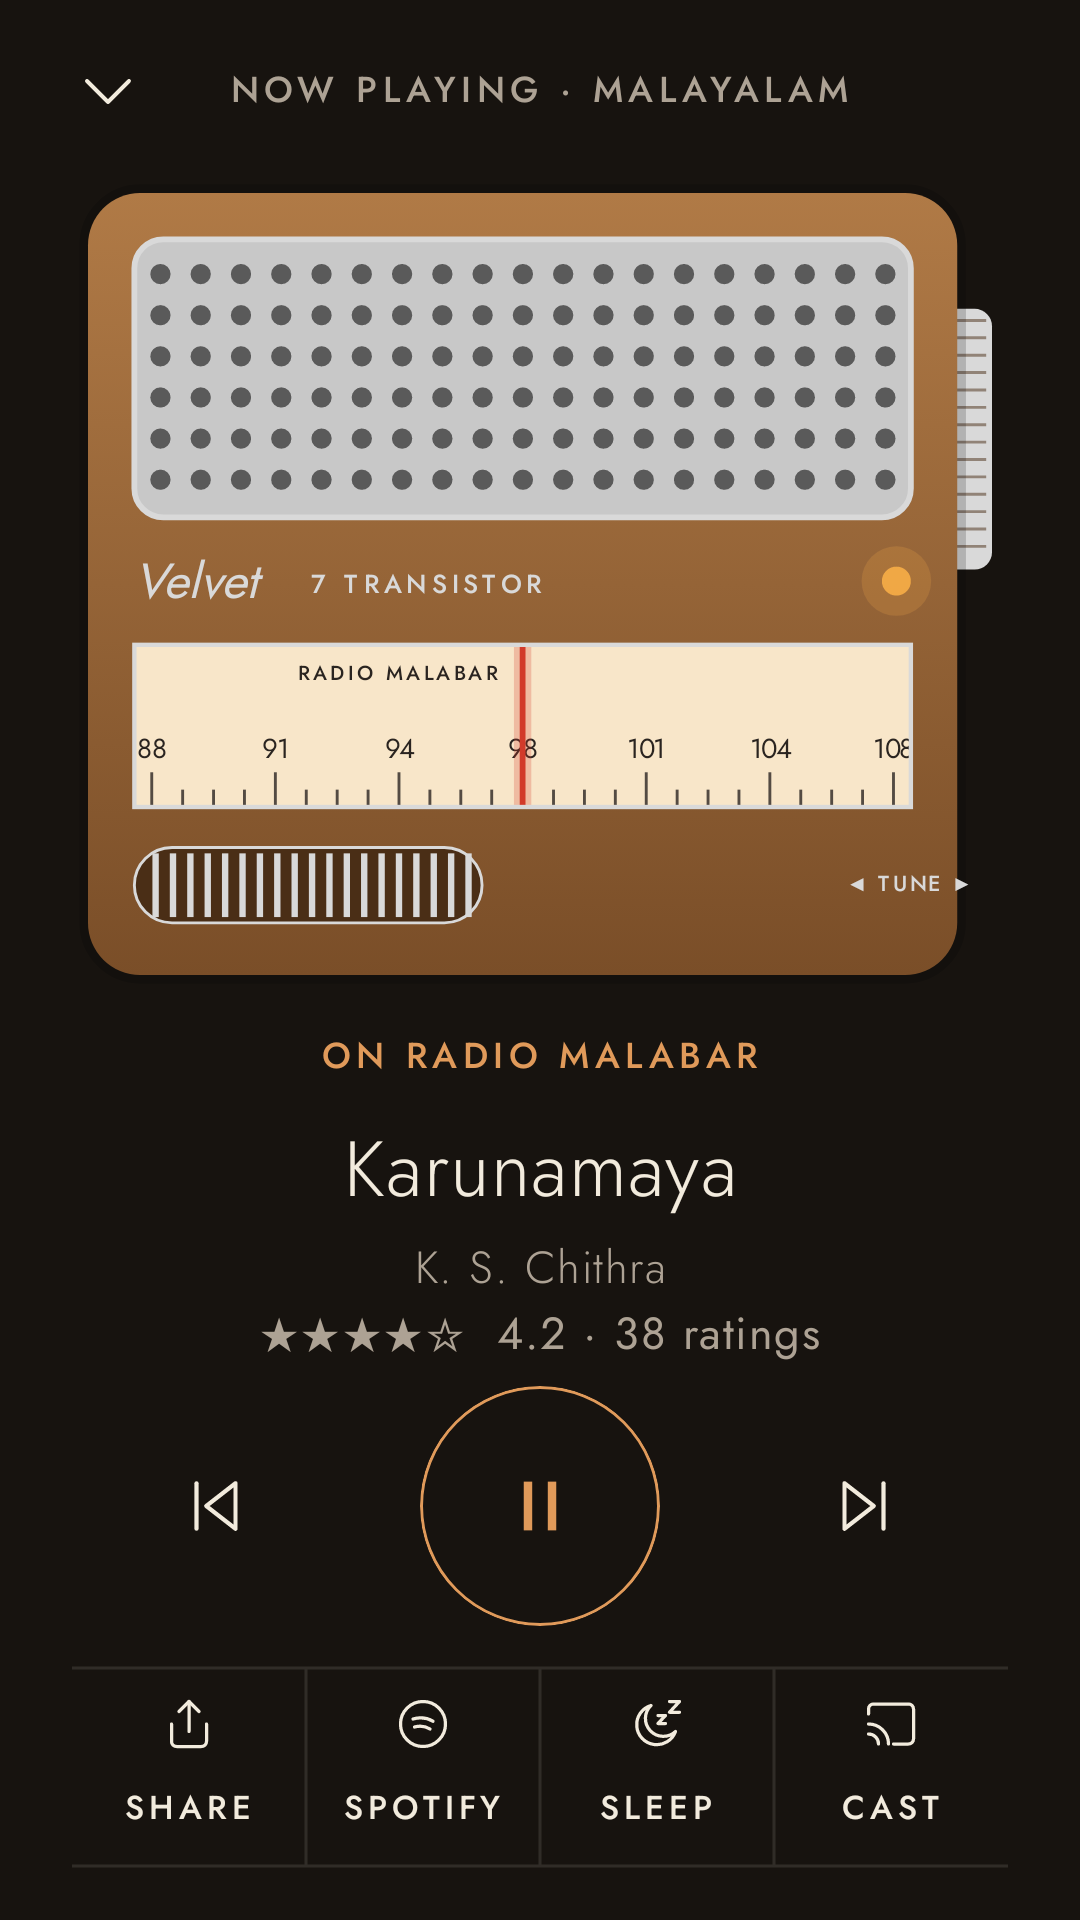 NOW PLAYING · MALAYALAM
Velvet 7 TRANSISTOR
RADIO MALABAR
88 91 94 98 101 104 108
◄ TUNE ►
ON RADIO MALABAR
Karunamaya
K. S. Chithra
★★★★☆ 4.2 · 38 ratings
SHARE SPOTIFY SLEEP CAST